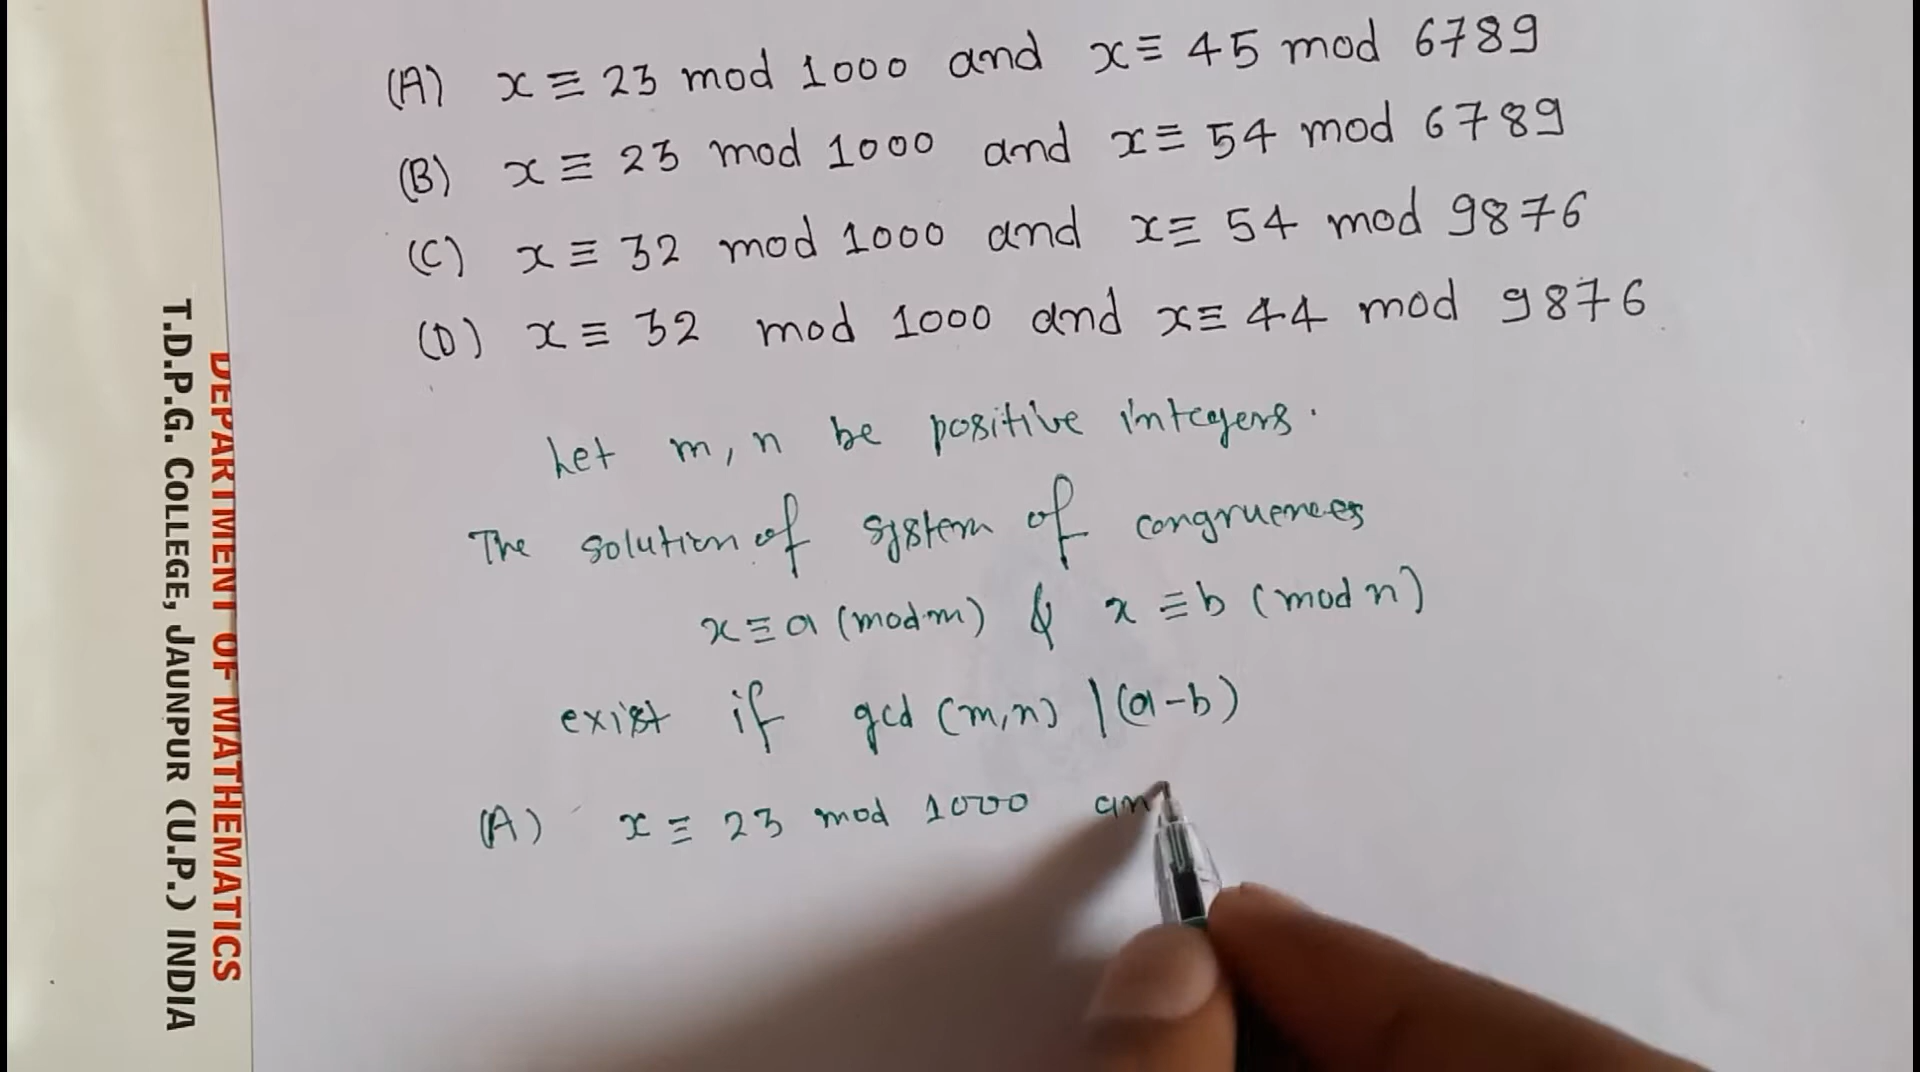 (A) x ≡ 23 mod 1000 and x ≡ 45 mod 6789
(B) x ≡ 23 mod 1000 and x ≡ 54 mod 6789
(C) x ≡ 32 mod 1000 and x ≡ 54 mod 9876
(D) x ≡ 32 mod 1000 and x ≡ 44 mod 9876
Let m, n be positive integers.
The solution of system of congruences
x ≡ a (mod m) & x ≡ b (mod n)
exist if gcd (m,n) | (a-b)
(A) x ≡ 23 mod 1000 an
DEPARTMENT OF MATHEMATICS
T.D.P.G. COLLEGE, JAUNPUR (U.P.) INDIA